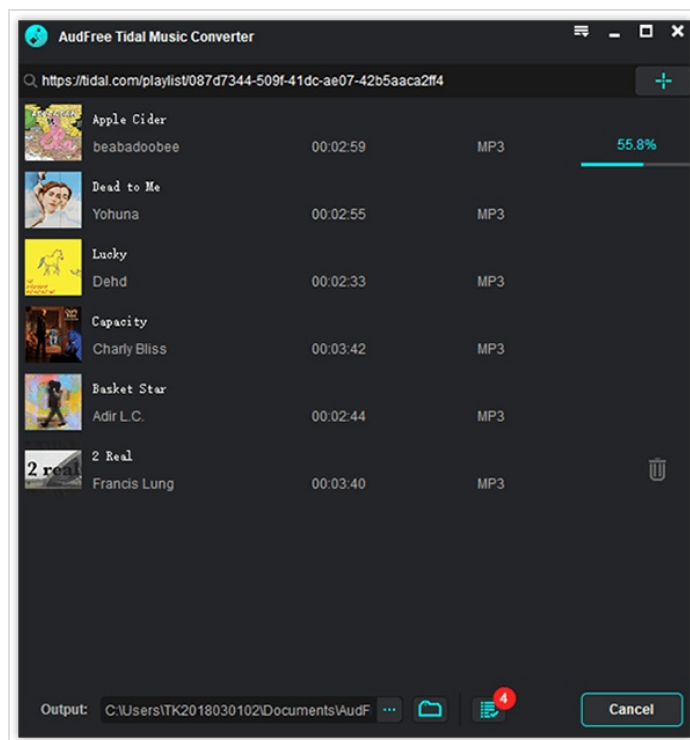 AudFree Tidal Music Converter
https://tidal.com/playlist/087d7344-509f-41dc-ae07-42b5aaca2ff4
Apple Cider
beabadoobee 00:02:59 MP3 55.8%
Dead to Me
Yohuna 00:02:55 MP3
Lucky
Dehd 00:02:33 MP3
Capacity
Charly Bliss 00:03:42 MP3
Basket Star
Adir L.C. 00:02:44 MP3
2 Real
2 real
Francis Lung 00:03:40 MP3
4
Output: C:\Users\TK2018030102\Documents\AudF ... Cancel